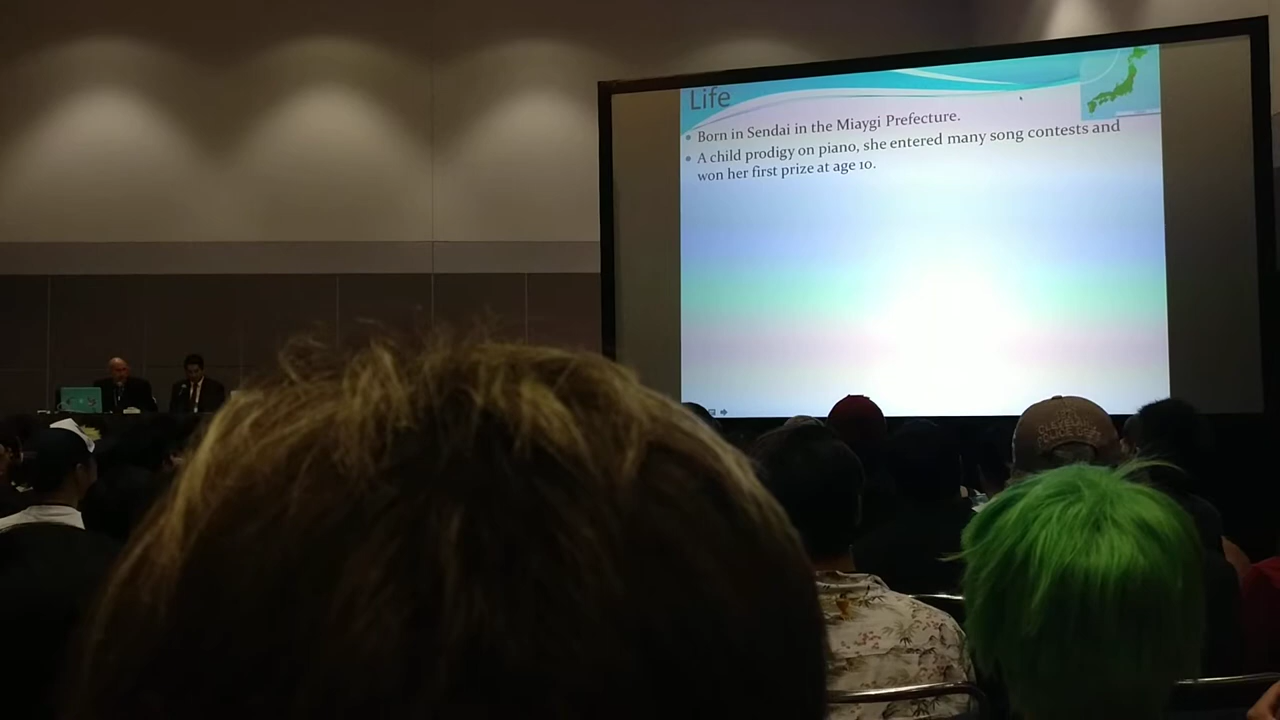 Life
Born in Sendai in the Miaygi Prefecture.
A child prodigy on piano, she entered many song contests and
won her first prize at age 10.
CLEVELAND